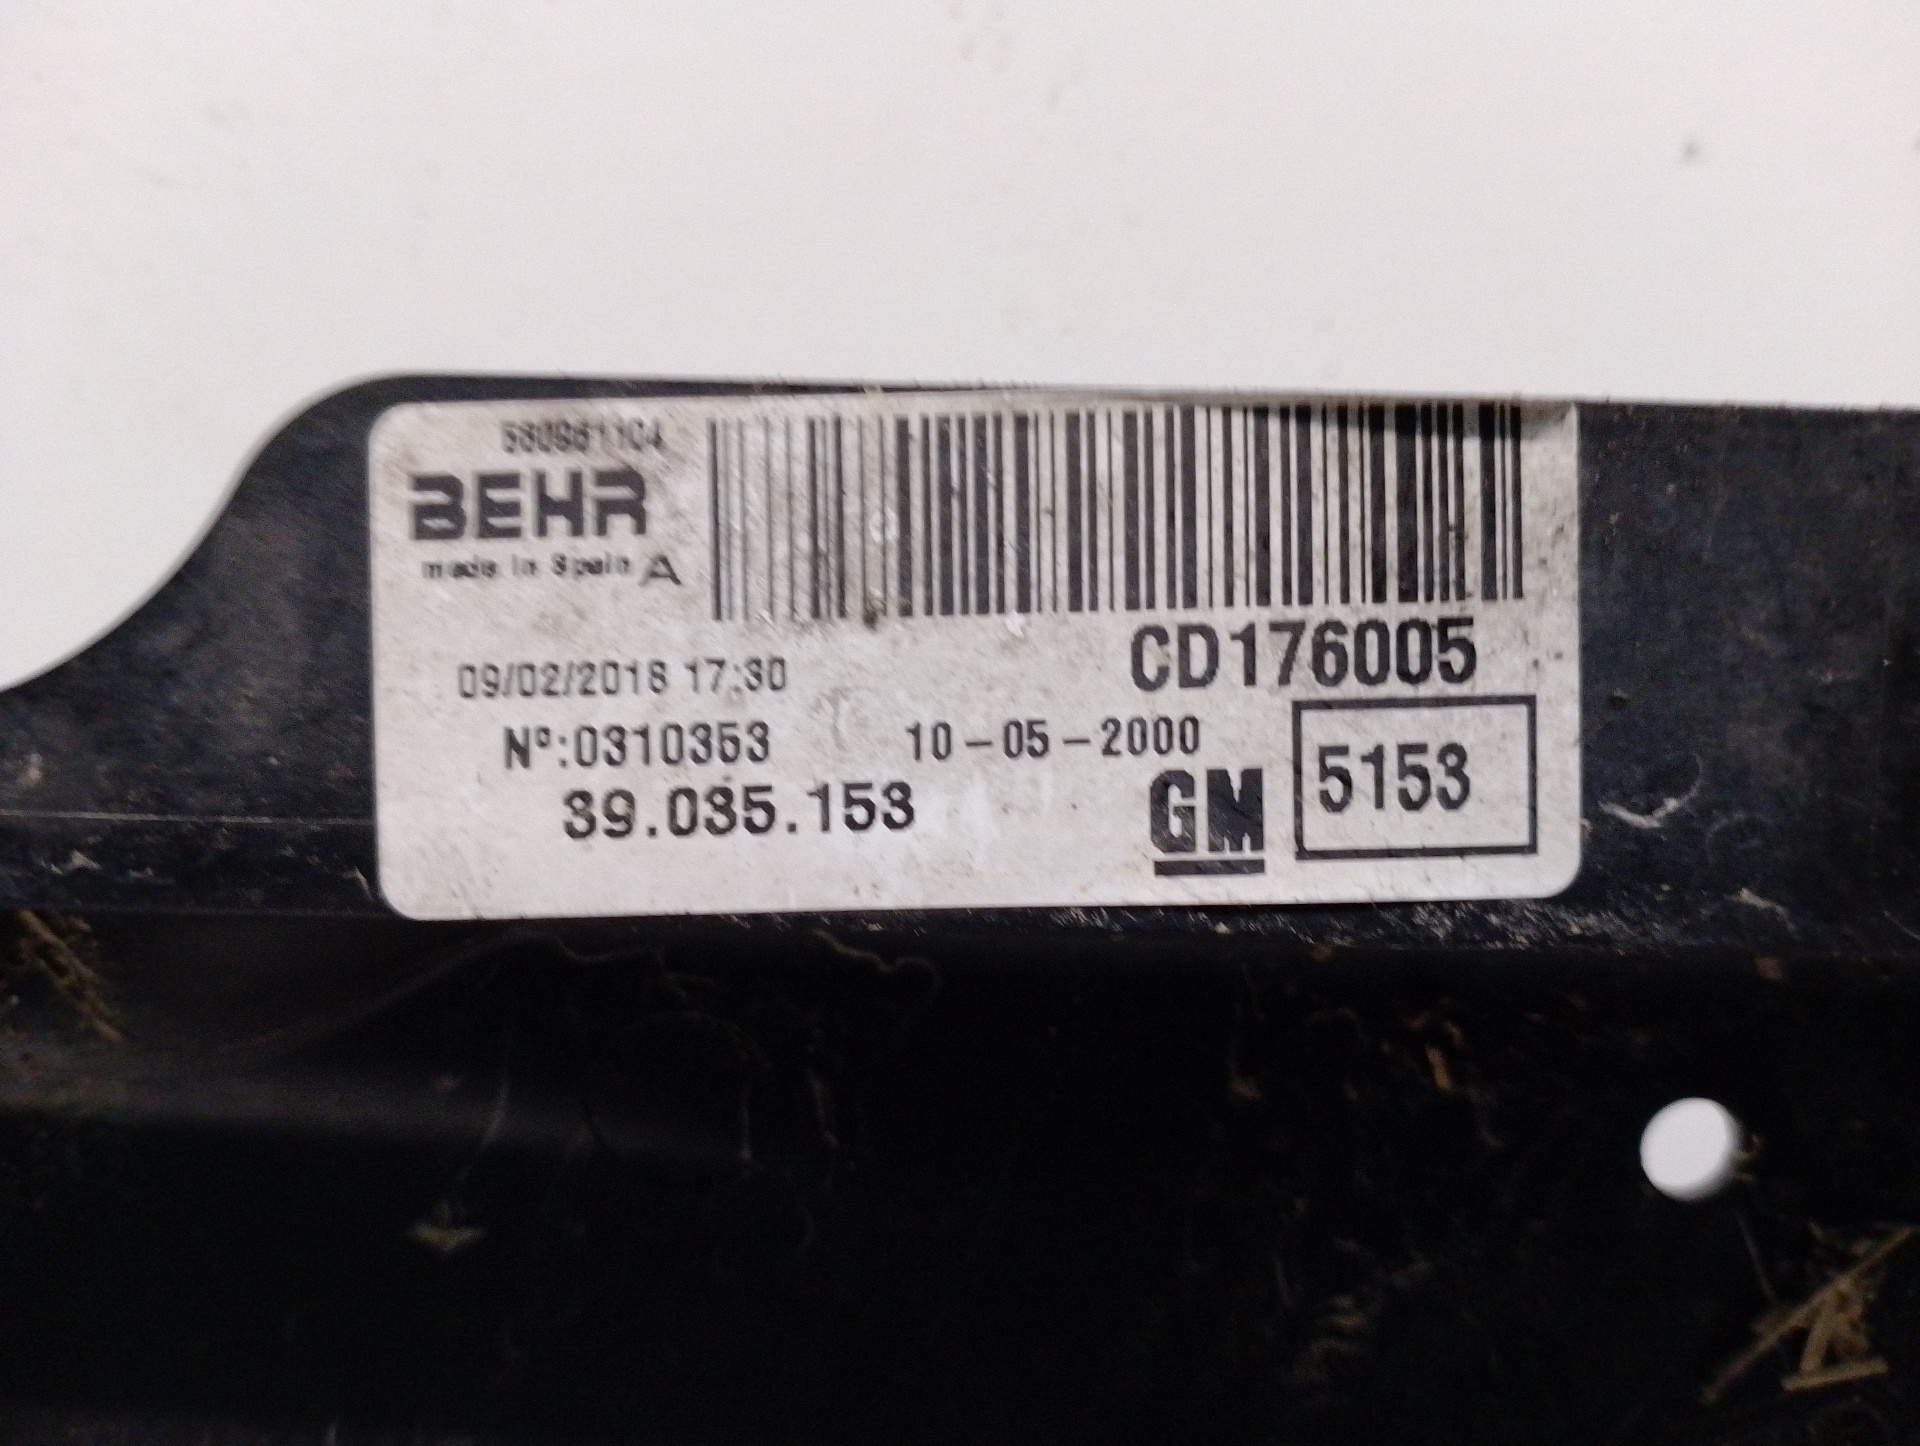 560961104
BEHR
made in Spain A
CD176005
09/02/2018 17:30
Nº:0310353 10-05-2000
39.035.153
GM 5153